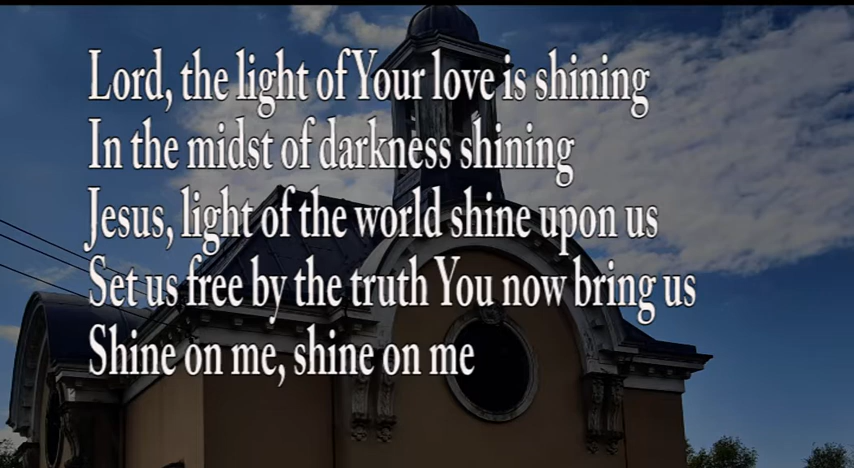 Lord, the light of Your love is shining
In the midst of darkness shining
Jesus, light of the world shine upon us
Set us free by the truth You now bring us
Shine on me, shine on me